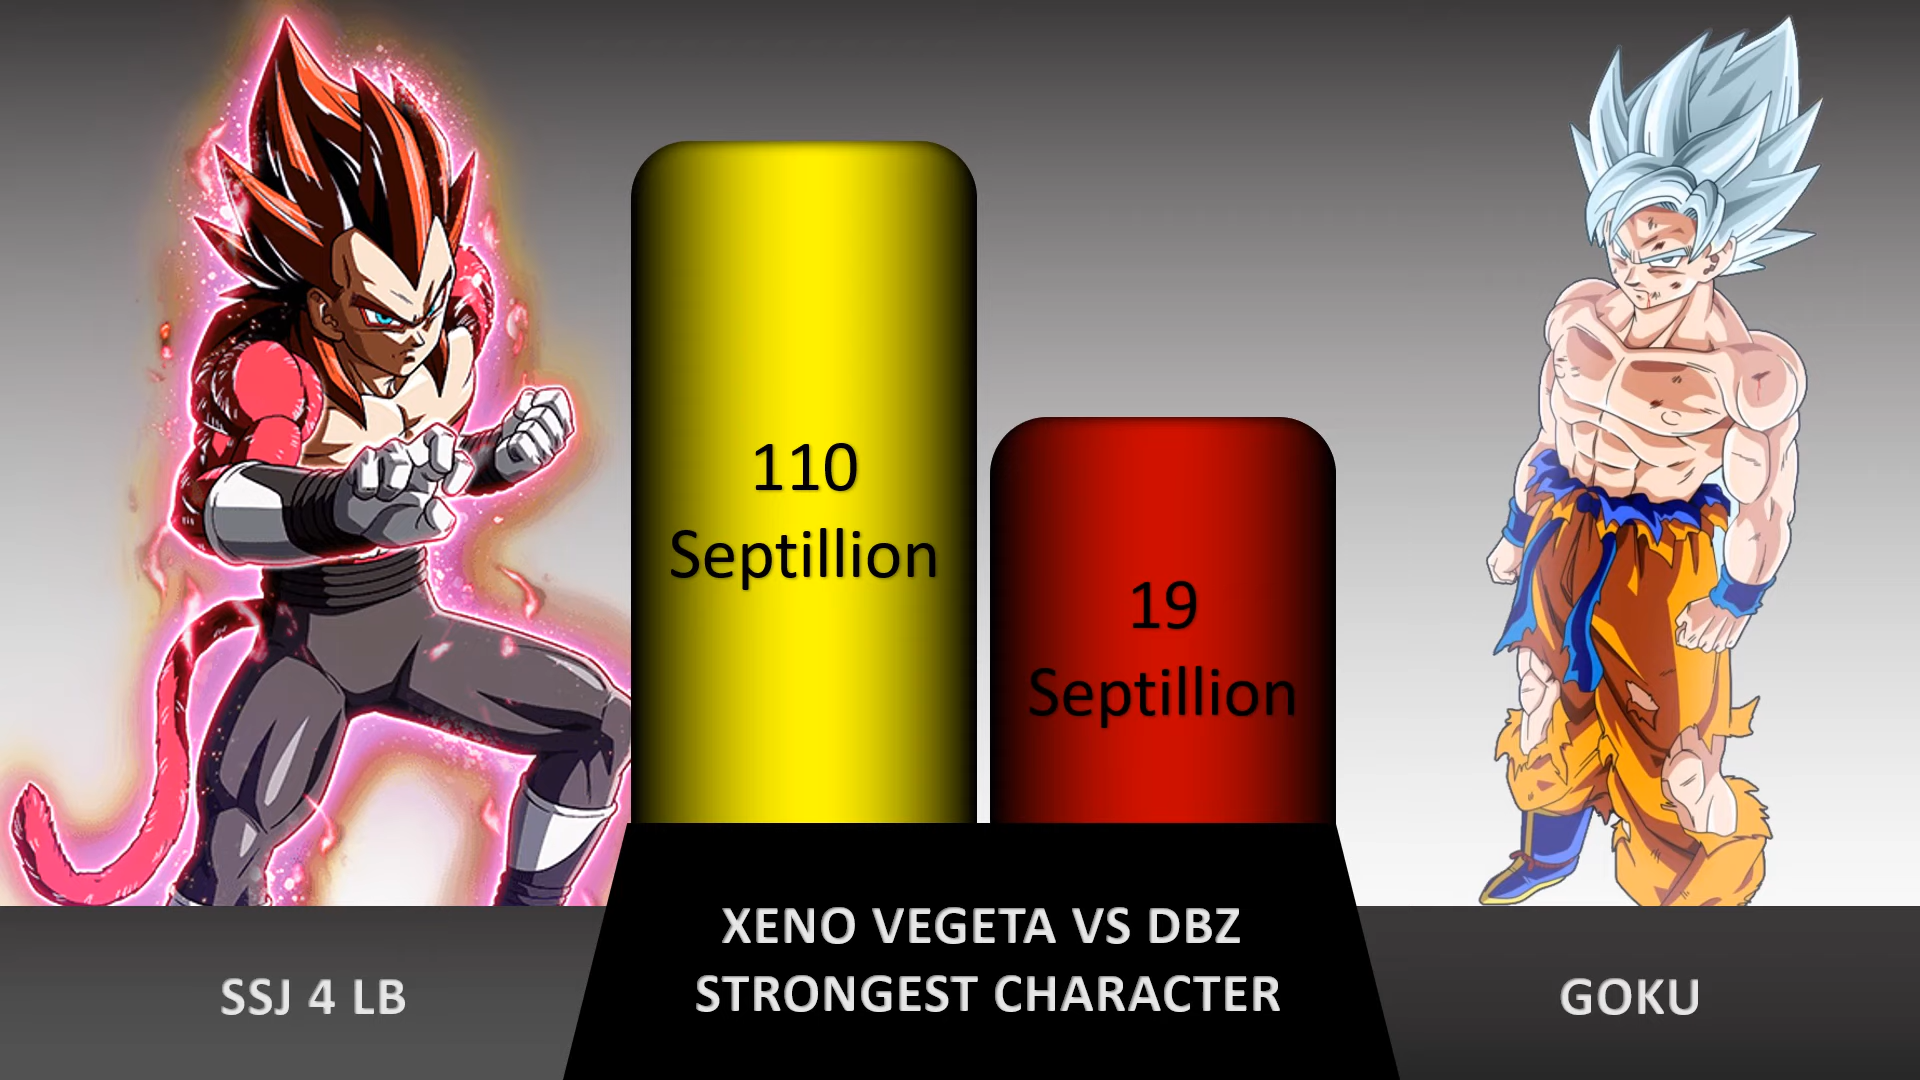 110
Septillion
19
Septillion
XENO VEGETA VS DBZ
STRONGEST CHARACTER
SSJ 4 LB
GOKU